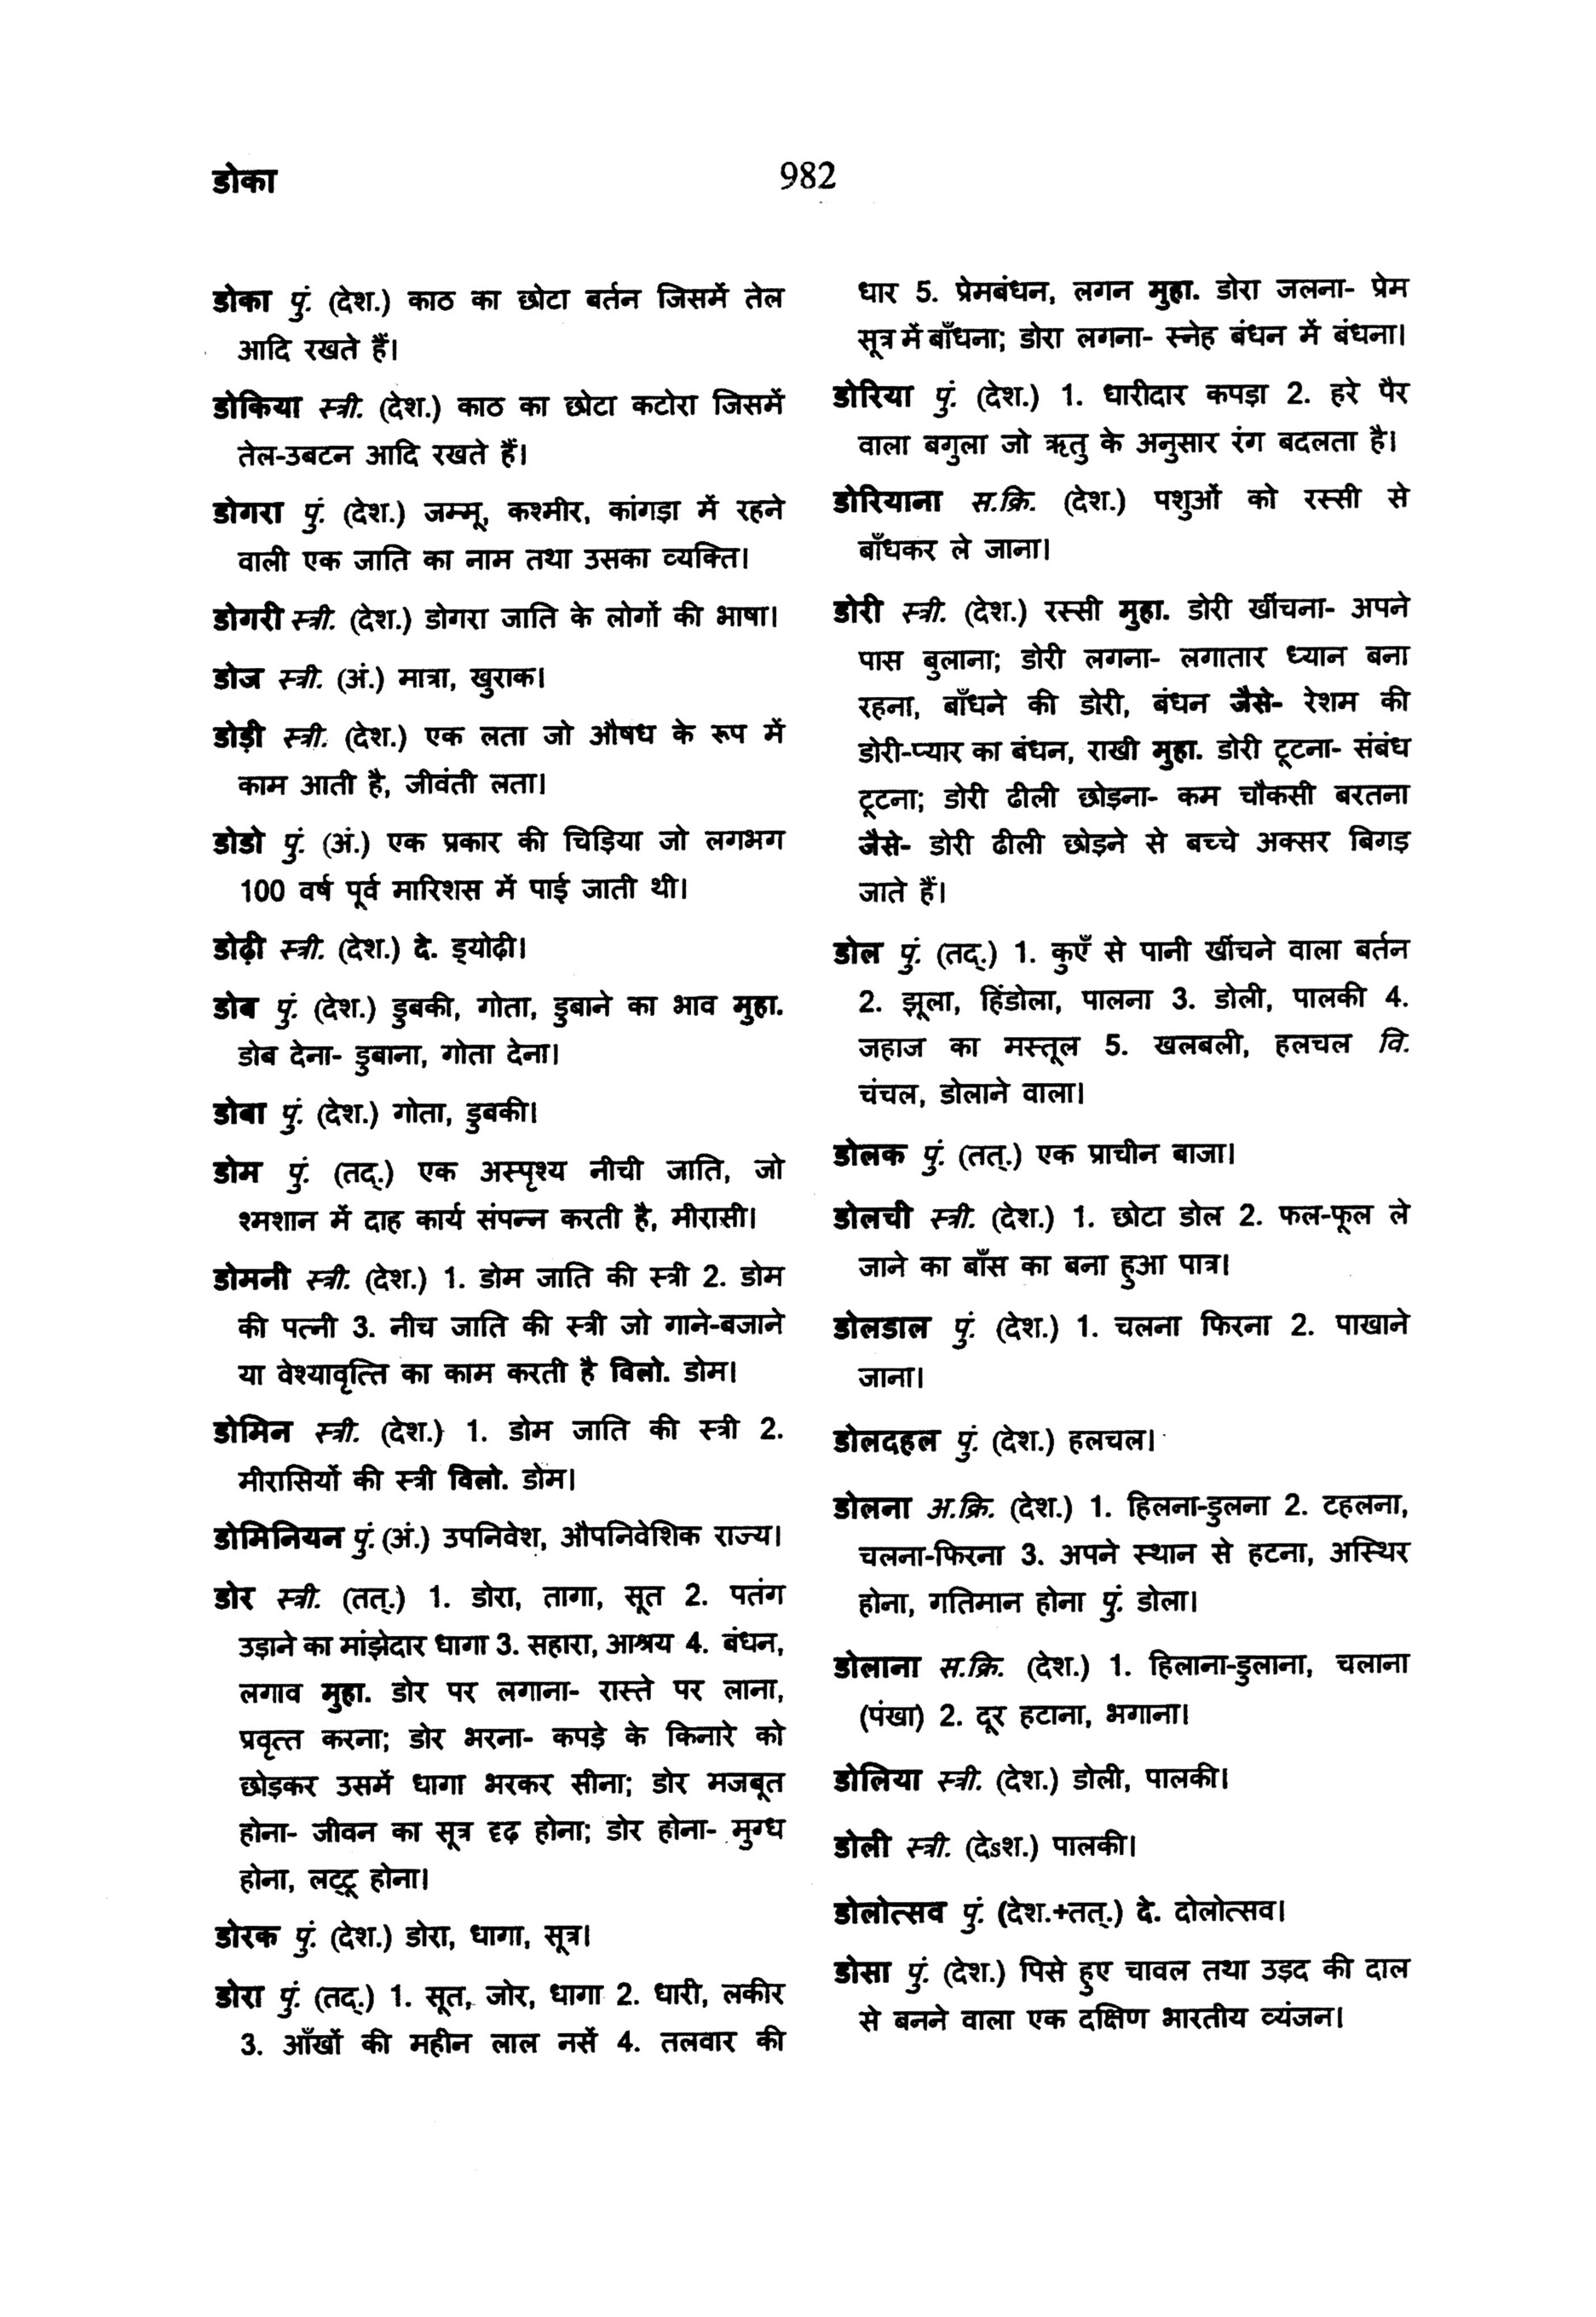 डोका
982
डोका पुं. (देश.) काठ का छोटा बर्तन जिसमें तेल
आदि रखते हैं।
डोकिया स्त्री. (देश.) काठ का छोटा कटोरा जिसमें
तेल-उबटन आदि रखते हैं।
डोगरा पुं. (देश.) जम्मू, कश्मीर, कांगड़ा में रहने
वाली एक जाति का नाम तथा उसका व्यक्ति।
डोगरी स्त्री. (देश.) डोगरा जाति के लोगों की भाषा।
डोज स्त्री. (अं.) मात्रा, खुराक।
डोड़ी स्त्री. (देश.) एक लता जो औषध के रूप में
काम आती है, जीवंती लता।
डोडो पुं. (अं.) एक प्रकार की चिड़िया जो लगभग
100 वर्ष पूर्व मारिशस में पाई जाती थी।
डोढ़ी स्त्री. (देश.) दे. ड्योढ़ी।
डोब पुं. (देश.) डुबकी, गोता, डुबाने का भाव मुहा.
डोब देना- डुबाना, गोता देना।
डोबा पुं. (देश.) गोता, डुबकी।
डोम पुं. (तद्.) एक अस्पृश्य नीची जाति, जो
श्मशान में दाह कार्य संपन्न करती है, मीरासी।
डोमनी स्त्री. (देश.) 1. डोम जाति की स्त्री 2. डोम
की पत्नी 3. नीच जाति की स्त्री जो गाने-बजाने
या वेश्यावृत्ति का काम करती है विलो. डोम।
डोमिन स्त्री. (देश.) 1. डोम जाति की स्त्री 2.
मीरासियों की स्त्री विलो. डोम।
डोमिनियन पुं. (अं.) उपनिवेश, औपनिवेशिक राज्य।
डोर स्त्री. (तत्.) 1. डोरा, तागा, सूत 2. पतंग
उड़ाने का मांझेदार धागा 3. सहारा, आश्रय 4. बंधन,
लगाव मुहा. डोर पर लगाना- रास्ते पर लाना,
प्रवृत्त करना; डोर भरना- कपड़े के किनारे को
छोड़कर उसमें धागा भरकर सीना; डोर मजबूत
होना- जीवन का सूत्र दृढ़ होना; डोर होना- मुग्ध
होना, लट्टू होना।
डोरक पुं. (देश.) डोरा, धागा, सूत्र।
डोरा पुं. (तद्.) 1. सूत, जोर, धागा 2. धारी, लकीर
3. आँखों की महीन लाल नसें 4. तलवार की
धार 5. प्रेमबंधन, लगन मुहा. डोरा जलना- प्रेम
सूत्र में बाँधना; डोरा लगना- स्नेह बंधन में बंधना।
डोरिया पुं. (देश.) 1. धारीदार कपड़ा 2. हरे पैर
वाला बगुला जो ऋतु के अनुसार रंग बदलता है।
डोरियाना स.क्रि. (देश.) पशुओं को रस्सी से
बाँधकर ले जाना।
डोरी स्त्री. (देश.) रस्सी मुहा. डोरी खींचना- अपने
पास बुलाना; डोरी लगना- लगातार ध्यान बना
रहना, बाँधने की डोरी, बंधन जैसे- रेशम की
डोरी-प्यार का बंधन, राखी मुहा. डोरी टूटना- संबंध
टूटना; डोरी ढीली छोड़ना- कम चौकसी बरतना
जैसे- डोरी ढीली छोड़ने से बच्चे अक्सर बिगड़
जाते हैं।
डोल पुं. (तद्.) 1. कुएँ से पानी खींचने वाला बर्तन
2. झूला, हिंडोला, पालना 3. डोली, पालकी 4.
जहाज का मस्तूल 5. खलबली, हलचल वि.
चंचल, डोलाने वाला।
डोलक पुं. (तत्.) एक प्राचीन बाजा।
डोलची स्त्री. (देश.) 1. छोटा डोल 2. फल-फूल ले
जाने का बाँस का बना हुआ पात्र।
डोलडाल पुं. (देश.) 1. चलना फिरना 2. पाखाने
जाना।
डोलदहल पुं. (देश.) हलचल।
डोलना अ.क्रि. (देश.) 1. हिलना-डुलना 2. टहलना,
चलना-फिरना 3. अपने स्थान से हटना, अस्थिर
होना, गतिमान होना पुं. डोला।
डोलाना स.क्रि. (देश.) 1. हिलाना-डुलाना, चलाना
(पंखा) 2. दूर हटाना, भगाना।
डोलिया स्त्री. (देश.) डोली, पालकी।
डोली स्त्री. (देsश.) पालकी।
डोलोत्सव पुं. (देश.+तत्.) दे. दोलोत्सव।
डोसा पुं. (देश.) पिसे हुए चावल तथा उड़द की दाल
से बनने वाला एक दक्षिण भारतीय व्यंजन।